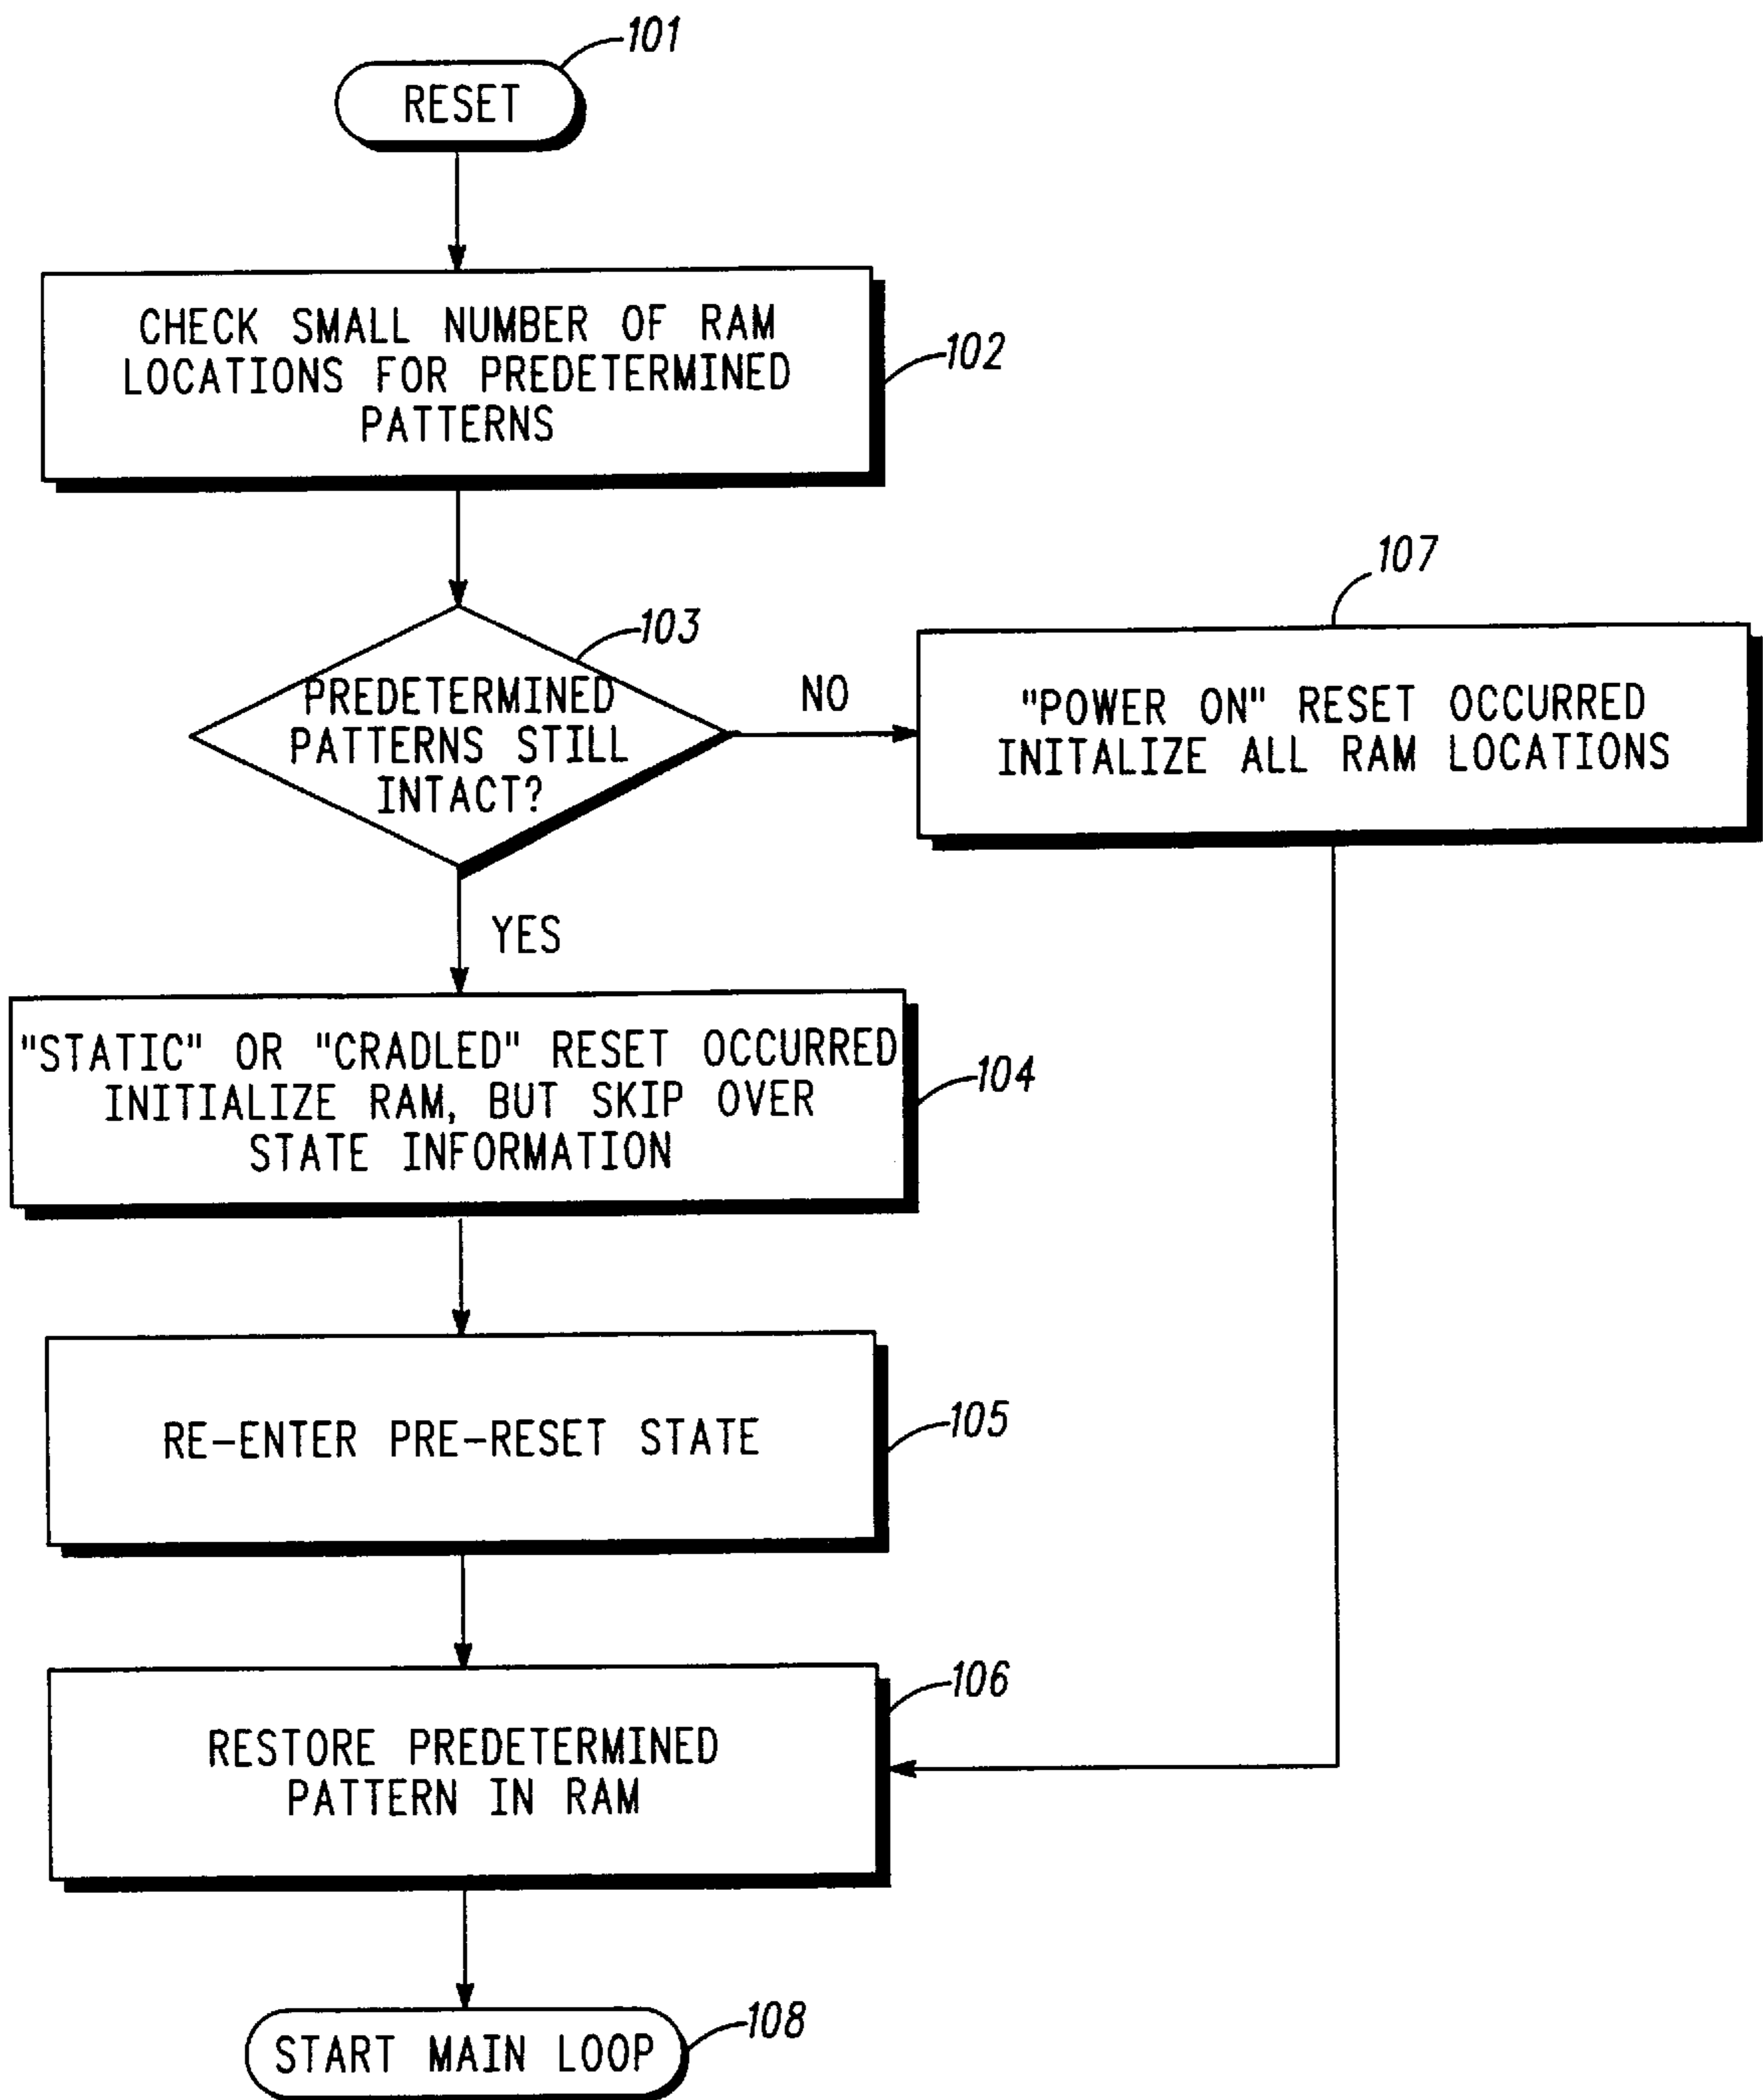 101
RESET
CHECK SMALL NUMBER OF RAM
LOCATIONS FOR PREDETERMINED
PATTERNS
102
103
PREDETERMINED
PATTERNS STILL
INTACT?
NO
107
"POWER ON" RESET OCCURRED
INITALIZE ALL RAM LOCATIONS
YES
"STATIC" OR "CRADLED" RESET OCCURRED
INITIALIZE RAM, BUT SKIP OVER
STATE INFORMATION
104
RE-ENTER PRE-RESET STATE
105
RESTORE PREDETERMINED
PATTERN IN RAM
106
START MAIN LOOP
108